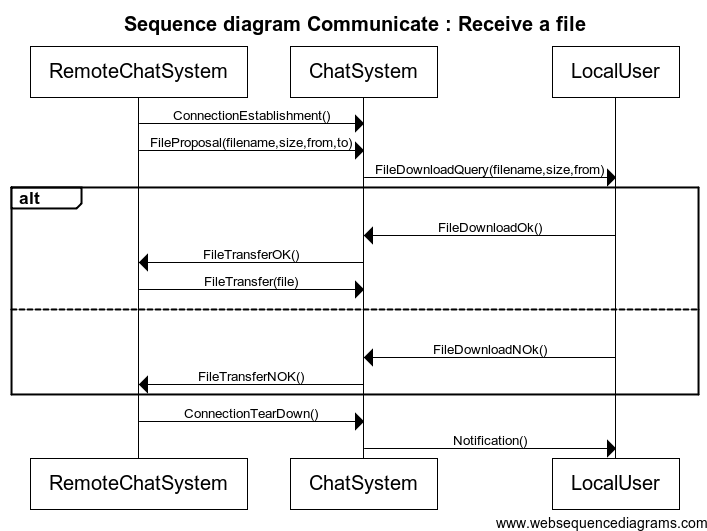 Sequence diagram Communicate : Receive a file
RemoteChatSystem
ChatSystem
LocalUser
ConnectionEstablishment()
FileProposal(filename,size,from,to)
FileDownloadQuery(filename,size,from)
alt
FileDownloadOk()
FileTransferOK()
FileTransfer(file)
FileDownloadNOk()
FileTransferNOK()
ConnectionTearDown()
Notification()
RemoteChatSystem
ChatSystem
LocalUser
www.websequencediagrams.com